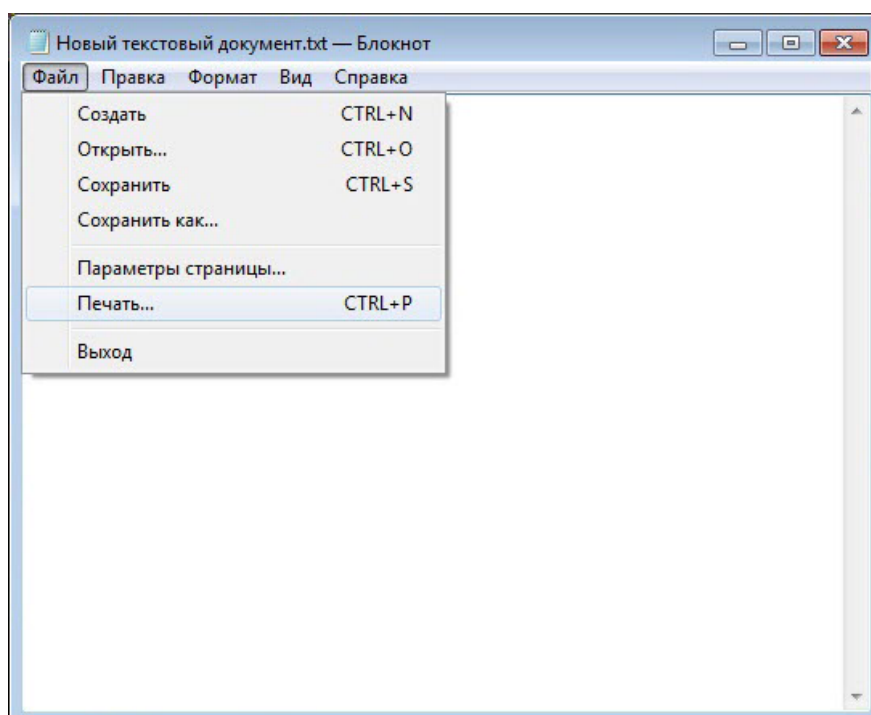 Новый текстовый документ.txt — Блокнот
Файл Правка Формат Вид Справка
Создать CTRL+N
Открыть... CTRL+O
Сохранить CTRL+S
Сохранить как...
Параметры страницы...
Печать... CTRL+P
Выход